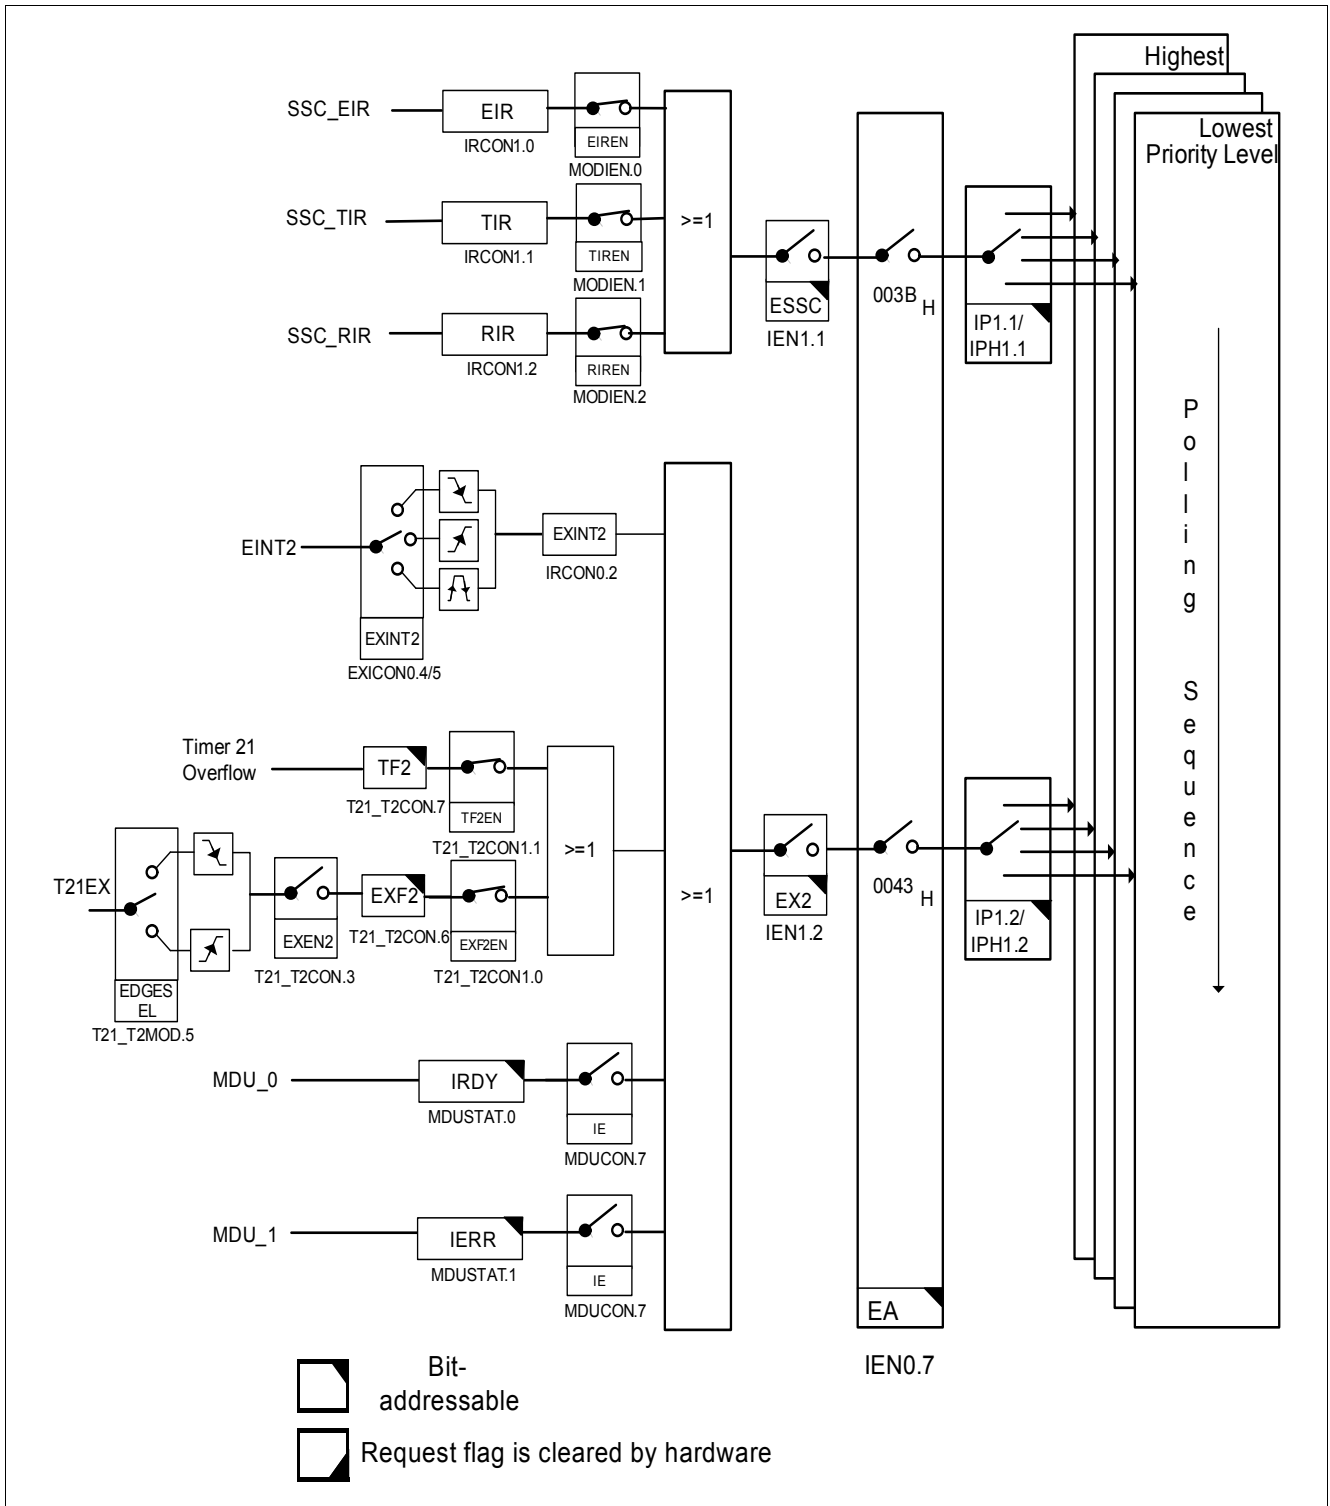 Highest
Lowest
Priority Level
SSC_EIR
EIR
IRCON1.0
EIREN
MODIEN.0
SSC_TIR
TIR
IRCON1.1
TIREN
MODIEN.1
SSC_RIR
RIR
IRCON1.2
RIREN
MODIEN.2
>=1
ESSC
IEN1.1
003B H
IP1.1/
IPH1.1
EINT2
EXINT2
EXICON0.4/5
EXINT2
IRCON0.2
Timer 21
Overflow
TF2
T21_T2CON.7
TF2EN
T21_T2CON1.1
T21EX
EDGES
EL
T21_T2MOD.5
EXEN2
T21_T2CON.3
EXF2
T21_T2CON.6
EXF2EN
T21_T2CON1.0
>=1
MDU_0
IRDY
MDUSTAT.0
IE
MDUCON.7
MDU_1
IERR
MDUSTAT.1
IE
MDUCON.7
>=1
EX2
IEN1.2
0043 H
IP1.2/
IPH1.2
EA
IEN0.7
Polling Sequence
Bit-
addressable
Request flag is cleared by hardware